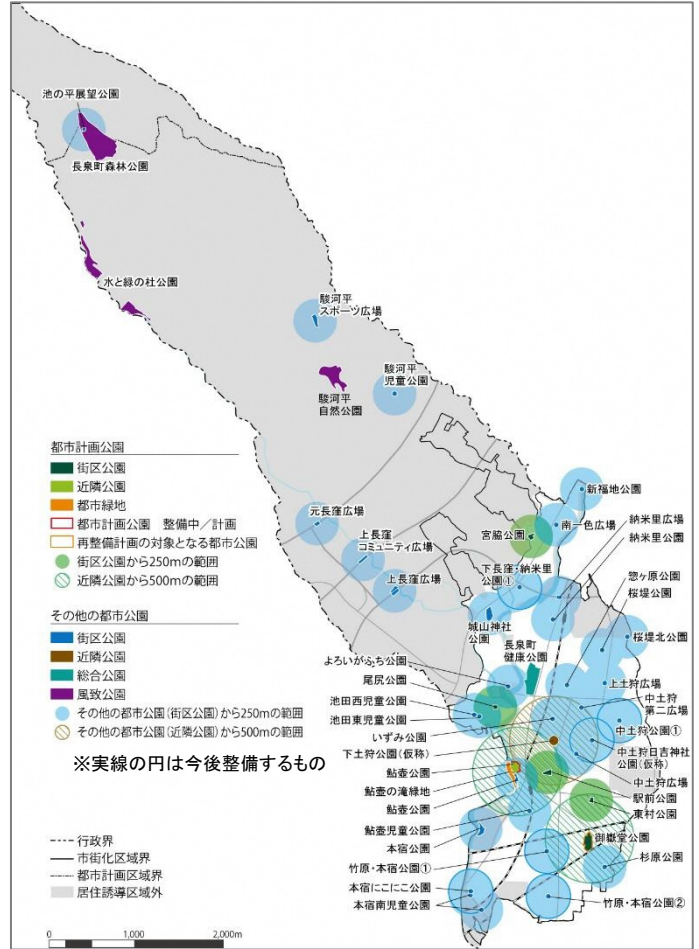 池の平展望公園
長泉町森林公園
水と緑の杜公園
駿河平
スポーツ広場
駿河平
児童公園
駿河平
自然公園
新福地公園
元長窪広場
上長窪
コミュニティ広場
上長窪広場
宮脇公園
南一色広場
納米里広場
納米里公園
下長窪・納米里
公園①
惣ヶ原公園
桜堤公園
城山神社
公園
桜堤北公園
長泉町
健康公園
よろいがふち公園
尾尻公園
上土狩広場
池田西児童公園
池田東児童公園
中土狩
第二広場
いずみ公園
中土狩公園①
下土狩公園(仮称)
中土狩日吉神社
公園(仮称)
鮎壺公園
中土狩広場
鮎壺の滝緑地
駅前公園
鮎壺公園
東村公園
鮎壺児童公園
御嶽堂公園
本宿公園
杉原公園
竹原・本宿公園①
本宿にこにこ公園
竹原・本宿公園②
本宿南児童公園
都市計画公園
街区公園
近隣公園
都市緑地
都市計画公園 整備中/計画
再整備計画の対象となる都市公園
街区公園から250mの範囲
近隣公園から500mの範囲
その他の都市公園
街区公園
近隣公園
総合公園
風致公園
その他の都市公園(街区公園)から250mの範囲
その他の都市公園(近隣公園)から500mの範囲
※実線の円は今後整備するもの
行政界
市街化区域界
都市計画区域界
居住誘導区域外
0 1,000 2,000m